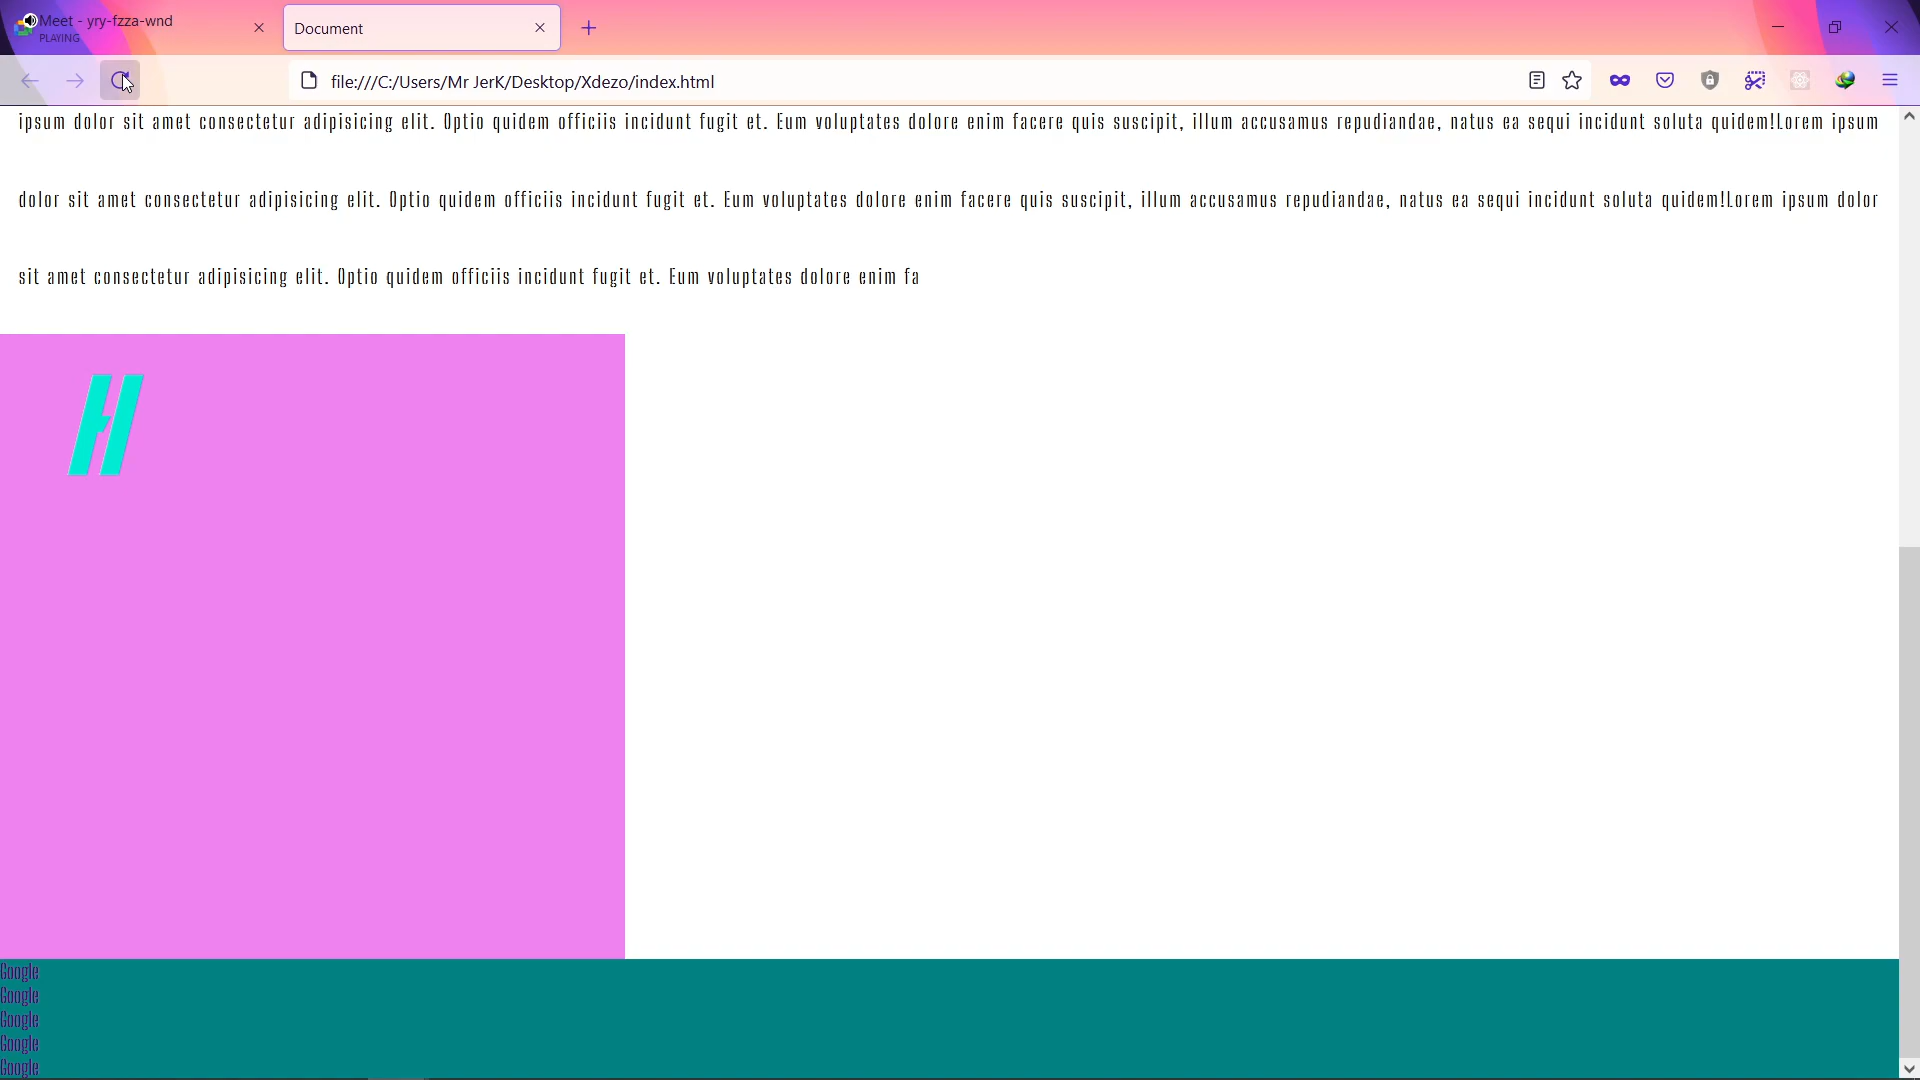 Meet - yry-fzza-wnd
PLAYING
Document
file:///C:/Users/Mr JerK/Desktop/Xdezo/index.html
ipsum dolor sit amet consectetur adipisicing elit. Optio quidem officiis incidunt fugit et. Eum voluptates dolore enim facere quis suscipit, illum accusamus repudiandae, natus ea sequi incidunt soluta quidem!Lorem ipsum
dolor sit amet consectetur adipisicing elit. Optio quidem officiis incidunt fugit et. Eum voluptates dolore enim facere quis suscipit, illum accusamus repudiandae, natus ea sequi incidunt soluta quidem!Lorem ipsum dolor
sit amet consectetur adipisicing elit. Optio quidem officiis incidunt fugit et. Eum voluptates dolore enim fa
H
Google
Google
Google
Google
Google